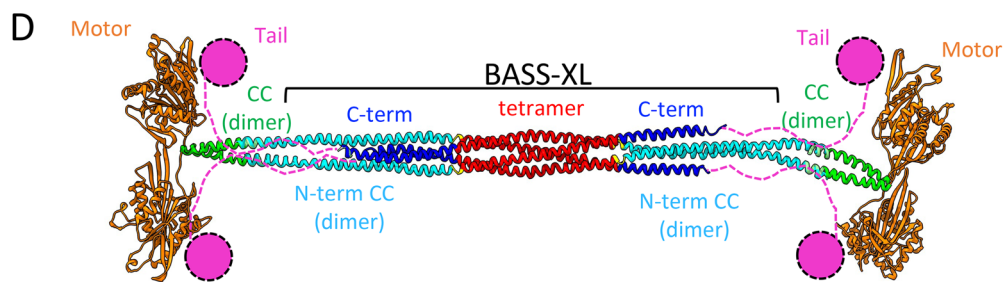 D
Motor
Tail
Tail
Motor
BASS-XL
CC
(dimer)
C-term
tetramer
C-term
CC
(dimer)
N-term CC
(dimer)
N-term CC
(dimer)